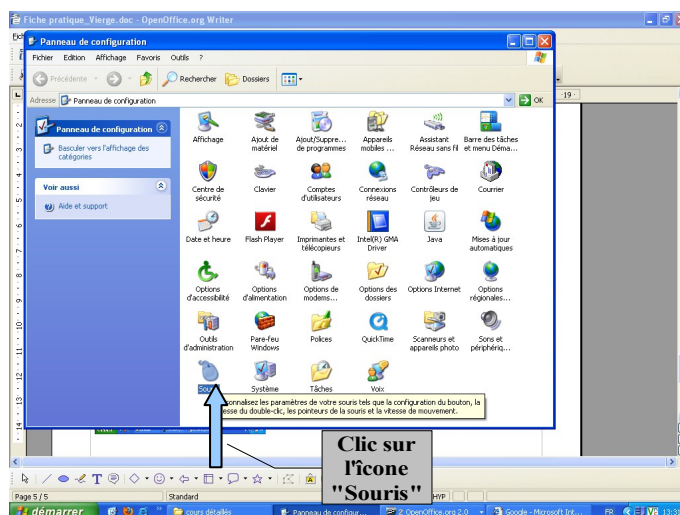 Fiche pratique_Vierge.doc - OpenOffice.org Writer
Panneau de configuration
Fichier Edition Affichage Favoris Outils ?
Précédente Rechercher Dossiers
Adresse Panneau de configuration OK
19
Panneau de configuration
Basculer vers l'affichage des
catégories
Voir aussi
Aide et support
Affichage
Ajout de
matériel
Ajout/Suppre...
de programmes
Appareils
mobiles ...
Assistant
Réseau sans fil
Barre des tâches
et menu Déma...
Centre de
sécurité
Clavier
Comptes
d'utilisateurs
Connexions
réseau
Contrôleurs de
jeu
Courrier
Date et heure
Flash Player
Imprimantes et
télécopieurs
Intel(R) GMA
Driver
Java
Mises à jour
automatiques
Options
d'accessibilité
Options
d'alimentation
Options de
modems...
Options des
dossiers
Options Internet
Options
régionales...
Outils
d'administration
Pare-feu
Windows
Polices
QuickTime
Scanneurs et
appareils photo
Sons et
périphériq...
Système
Tâches
Voix
onnalisez les paramètres de votre souris tels que la configuration du bouton, la
esse du double-clic, les pointeurs de la souris et la vitesse de mouvement.
Clic sur
l'îcone
"Souris"
Page 5 / 5 Standard HYP
démarrer cours détaillés Panneau de configur... 2 OpenOffice.org 2.0 Google - Microsoft Int... FR 13:31